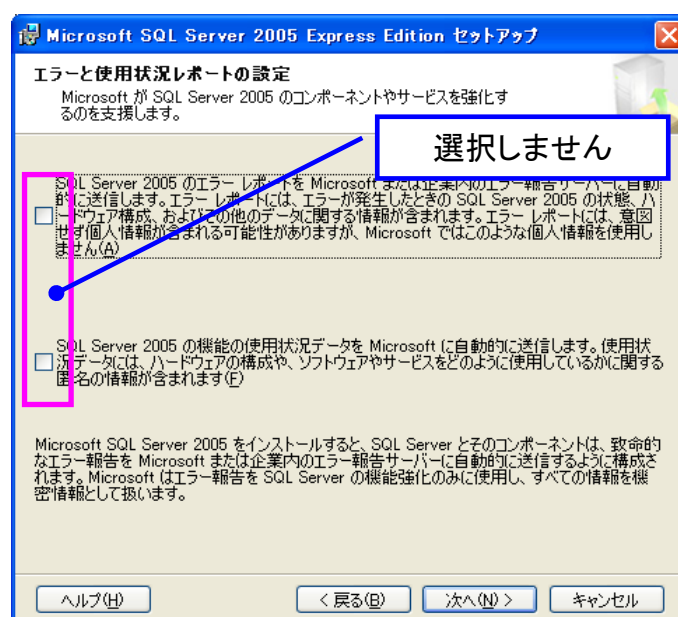 Microsoft SQL Server 2005 Express Edition セットアップ
エラーと使用状況レポートの設定
Microsoft が SQL Server 2005 のコンポーネントやサービスを強化す
るのを支援します。
選択しません
SQL Server 2005 のエラー レポートを Microsoft または企業内のエラー報告サーバーに自動
的に送信します。エラー レポートには、エラーが発生したときの SQL Server 2005 の状態、ハ
ードウェア構成、およびその他のデータに関する情報が含まれます。エラー レポートには、意図
せず個人情報が含まれる可能性がありますが、Microsoft ではこのような個人情報を使用し
ません(A)
SQL Server 2005 の機能の使用状況データを Microsoft に自動的に送信します。使用状
況データには、ハードウェアの構成や、ソフトウェアやサービスをどのように使用しているかに関する
匿名の情報が含まれます(F)
Microsoft SQL Server 2005 をインストールすると、SQL Server とそのコンポーネントは、致命的
なエラー報告を Microsoft または企業内のエラー報告サーバーに自動的に送信するように構成さ
れます。Microsoft はエラー報告を SQL Server の機能強化のみに使用し、すべての情報を機
密情報として扱います。
ヘルプ(H)
< 戻る(B)
次へ(N) >
キャンセル